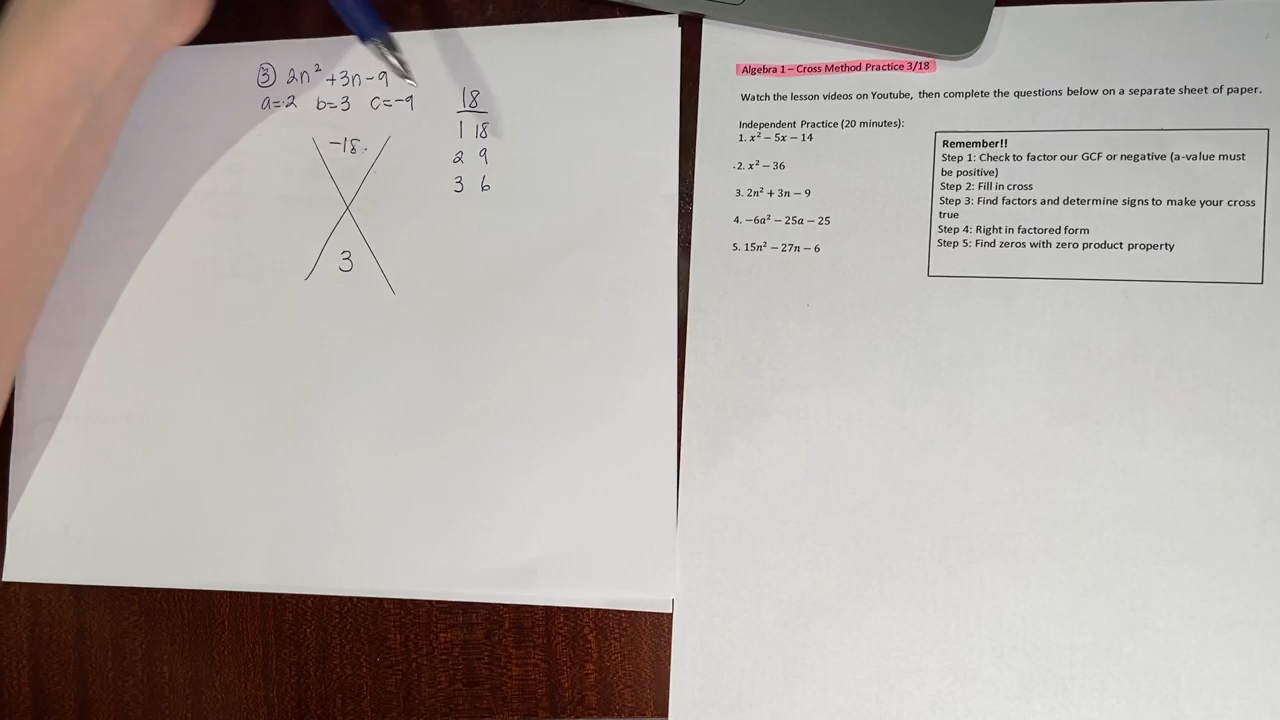 ③ 2n² +3n-9
a=2 b=3 c=-9
-18
3
18
1 18
2 9
3 6
Algebra 1 – Cross Method Practice 3/18
Watch the lesson videos on Youtube, then complete the questions below on a separate sheet of paper.
Independent Practice (20 minutes):
1. x² − 5x − 14
2. x² − 36
3. 2n² + 3n − 9
4. −6a² − 25a − 25
5. 15n² − 27n − 6
Remember!!
Step 1: Check to factor our GCF or negative (a-value must
be positive)
Step 2: Fill in cross
Step 3: Find factors and determine signs to make your cross
true
Step 4: Right in factored form
Step 5: Find zeros with zero product property